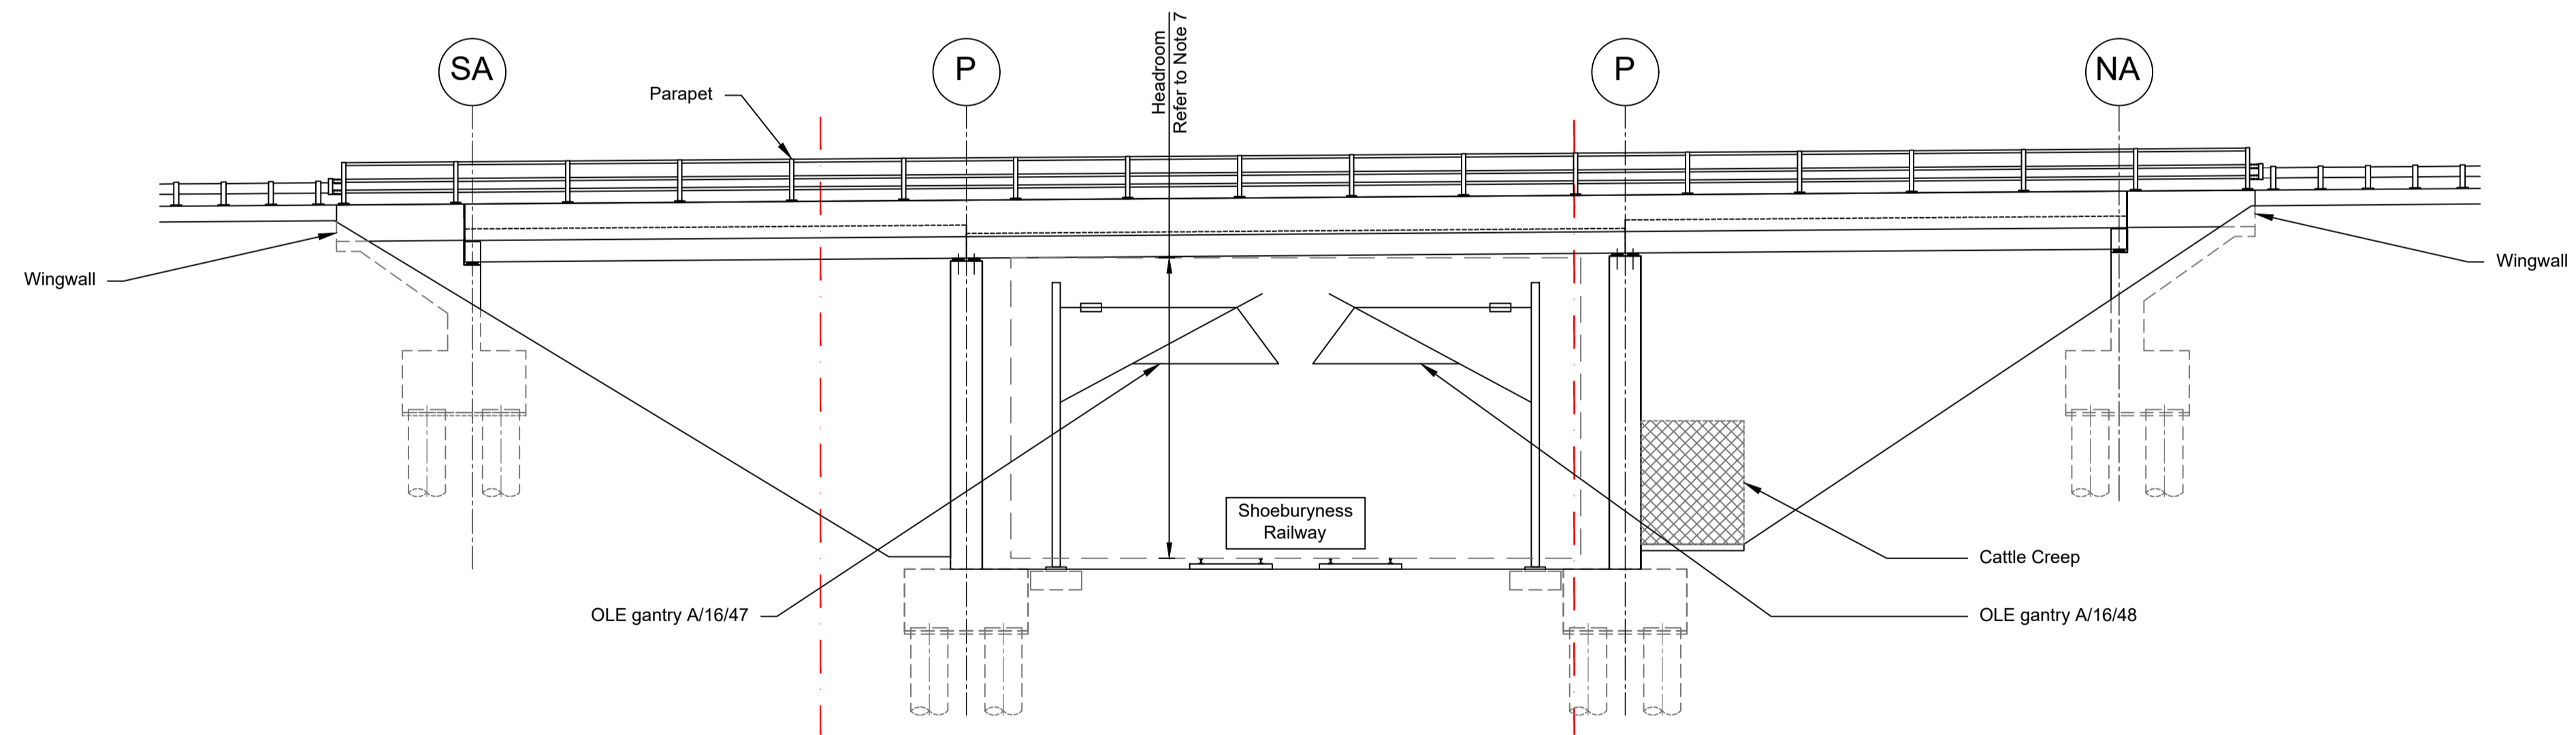 SA
P
P
NA
Headroom
Refer to Note 7
Parapet
Wingwall
Wingwall
Shoeburyness
Railway
Cattle Creep
OLE gantry A/16/47
OLE gantry A/16/48